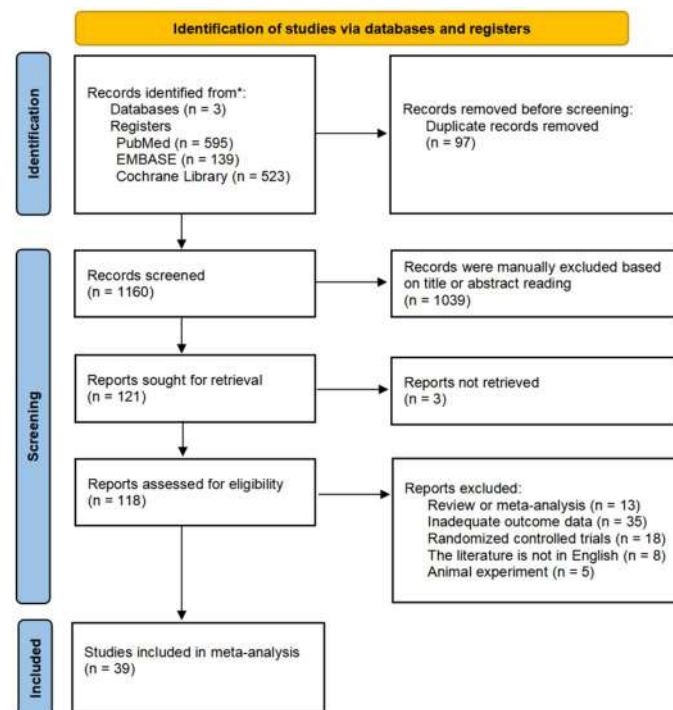 Identification of studies via databases and registers
Identification
Records identified from*:
Databases (n = 3)
Registers
PubMed (n = 595)
EMBASE (n = 139)
Cochrane Library (n = 523)
Records removed before screening:
Duplicate records removed
(n = 97)
Screening
Records screened
(n = 1160)
Records were manually excluded based
on title or abstract reading
(n = 1039)
Reports sought for retrieval
(n = 121)
Reports not retrieved
(n = 3)
Reports assessed for eligibility
(n = 118)
Reports excluded:
Review or meta-analysis (n = 13)
Inadequate outcome data (n = 35)
Randomized controlled trials (n = 18)
The literature is not in English (n = 8)
Animal experiment (n = 5)
Included
Studies included in meta-analysis
(n = 39)